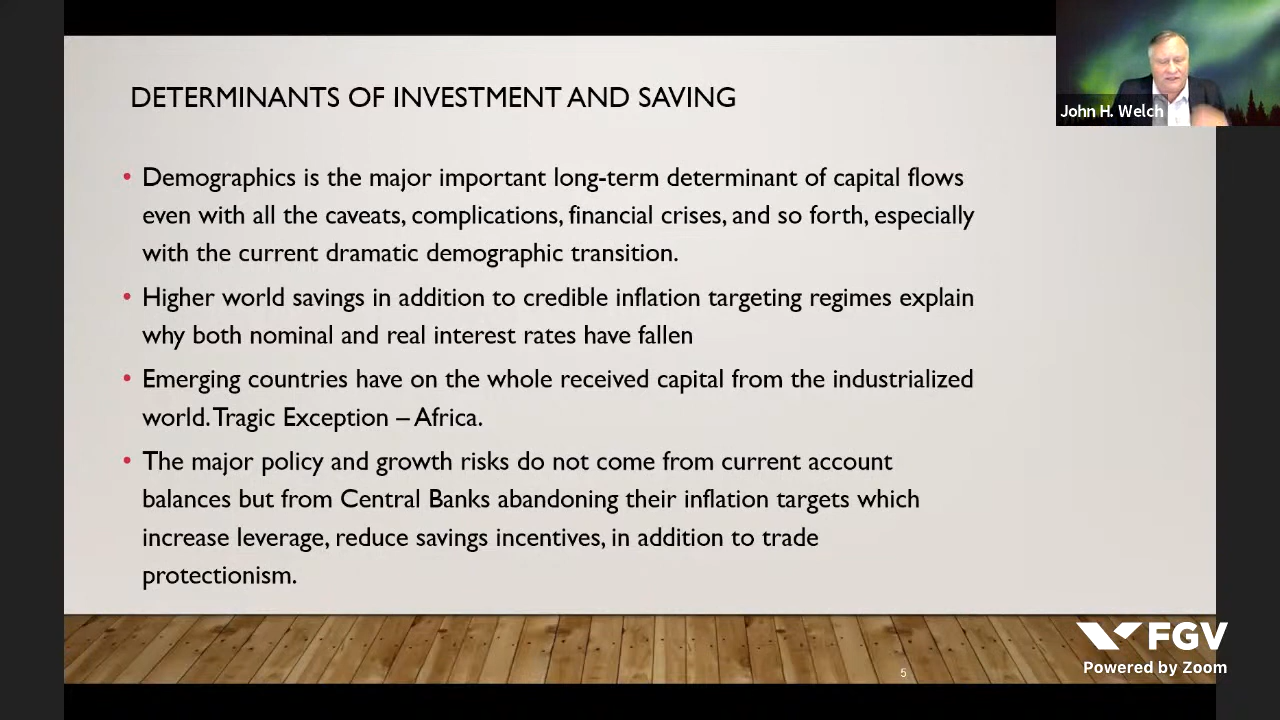 DETERMINANTS OF INVESTMENT AND SAVING
John H. Welch
• Demographics is the major important long-term determinant of capital flows
even with all the caveats, complications, financial crises, and so forth, especially
with the current dramatic demographic transition.
• Higher world savings in addition to credible inflation targeting regimes explain
why both nominal and real interest rates have fallen
• Emerging countries have on the whole received capital from the industrialized
world. Tragic Exception – Africa.
• The major policy and growth risks do not come from current account
balances but from Central Banks abandoning their inflation targets which
increase leverage, reduce savings incentives, in addition to trade
protectionism.
FGV
Powered by Zoom
5